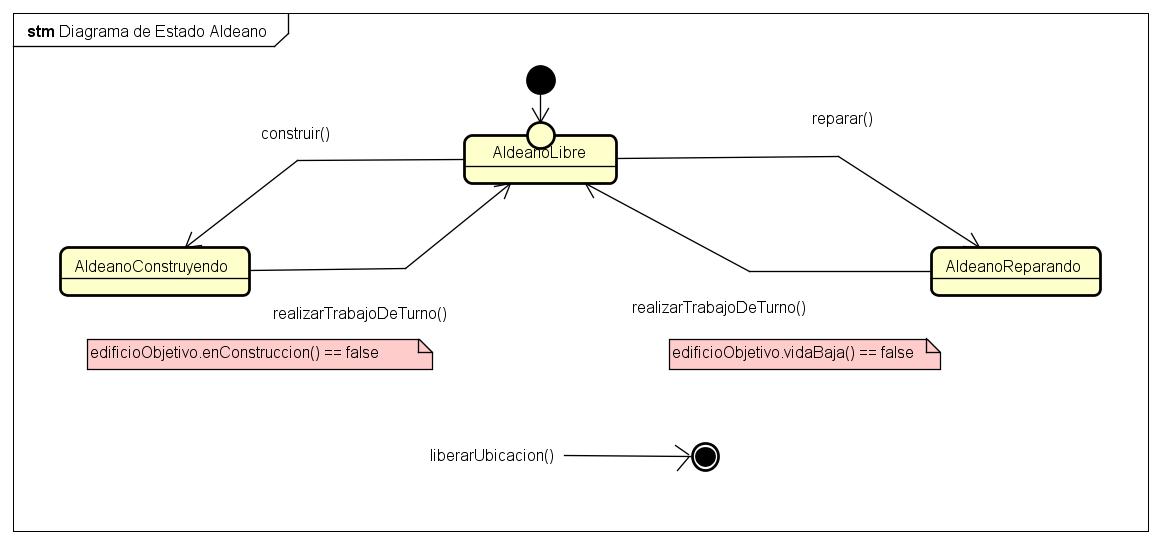 stm Diagrama de Estado Aldeano
reparar()
construir()
AldeanoLibre
AldeanoConstruyendo
AldeanoReparando
realizarTrabajoDeTurno()
realizarTrabajoDeTurno()
edificioObjetivo.enConstruccion() == false
edificioObjetivo.vidaBaja() == false
liberarUbicacion()